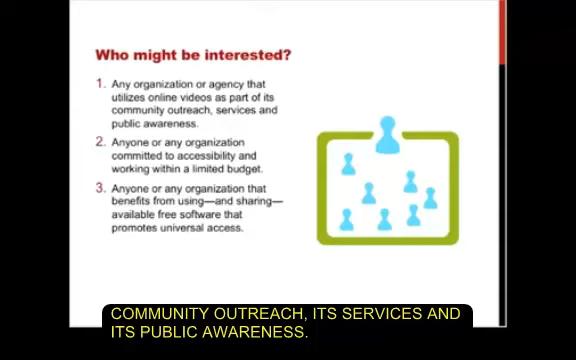 Who might be interested?
1. Any organization or agency that
utilizes online videos as part of its
community outreach, services and
public awareness.
2. Anyone or any organization
committed to accessibility and
working within a limited budget.
3. Anyone or any organization that
benefits from using—and sharing—
available free software that
promotes universal access.
COMMUNITY OUTREACH, ITS SERVICES AND
ITS PUBLIC AWARENESS.